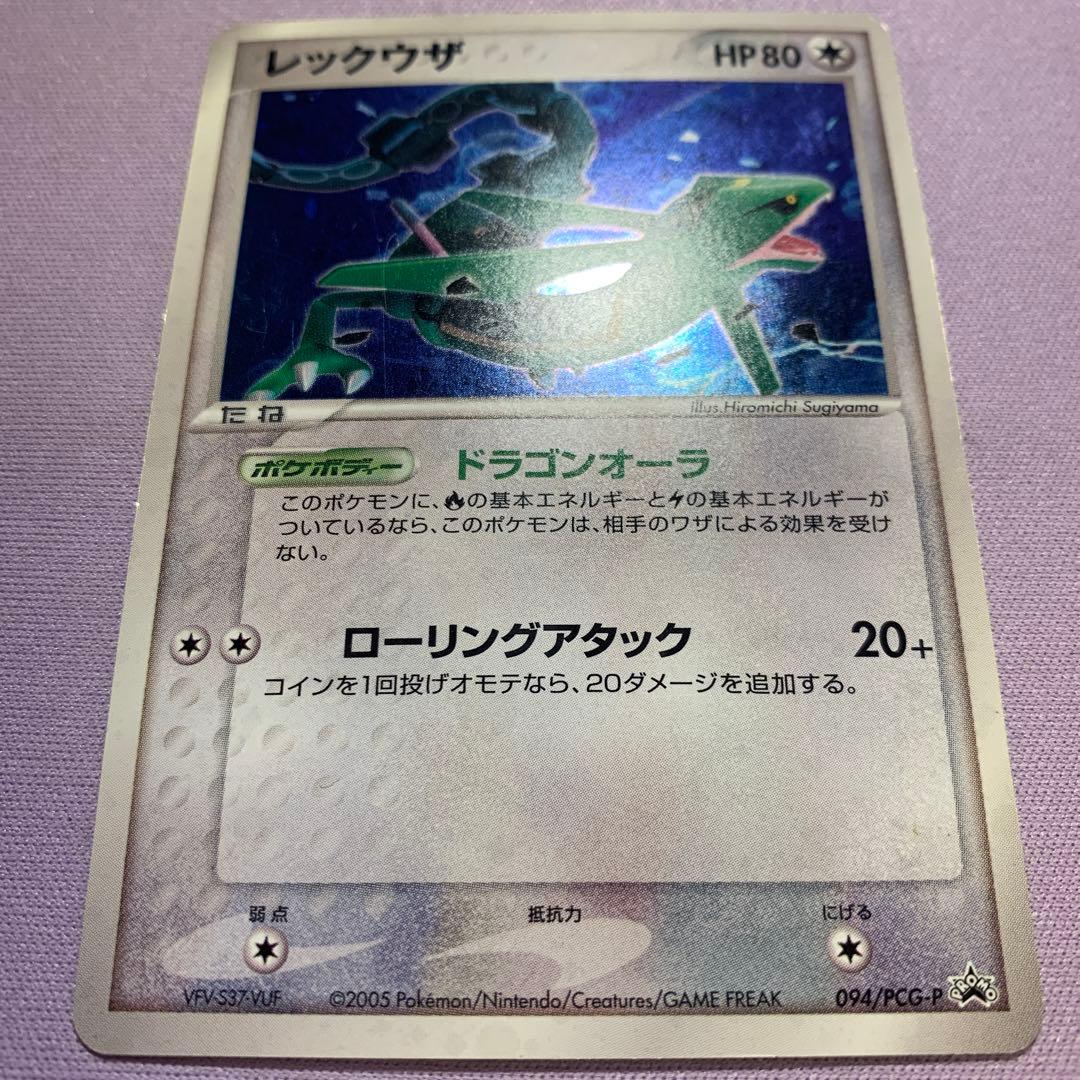 レックウザ HP80
たね illus.Hiromichi Sugiyama
ポケボディー ドラゴンオーラ
このポケモンに、の基本エネルギーとの基本エネルギーが
ついているなら、このポケモンは、相手のワザによる効果を受け
ない。
ローリングアタック 20+
コインを1回投げオモテなら、20ダメージを追加する。
弱点 抵抗力 にげる
VFV-S37-VUF ©2005 Pokémon/Nintendo/Creatures/GAME FREAK 094/PCG-P PROMO